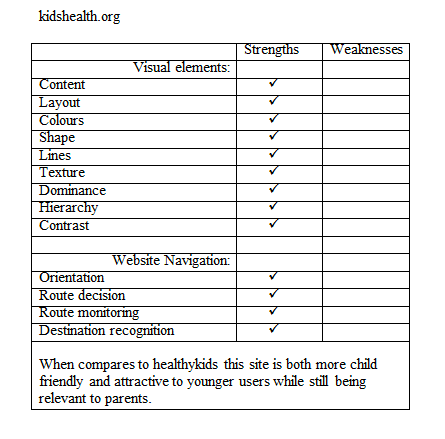 kidshealth.org
Strengths Weaknesses
Visual elements:
Content ✓
Layout ✓
Colours ✓
Shape ✓
Lines ✓
Texture ✓
Dominance ✓
Hierarchy ✓
Contrast ✓
Website Navigation:
Orientation ✓
Route decision ✓
Route monitoring ✓
Destination recognition ✓
When compares to healthykids this site is both more child
friendly and attractive to younger users while still being
relevant to parents.